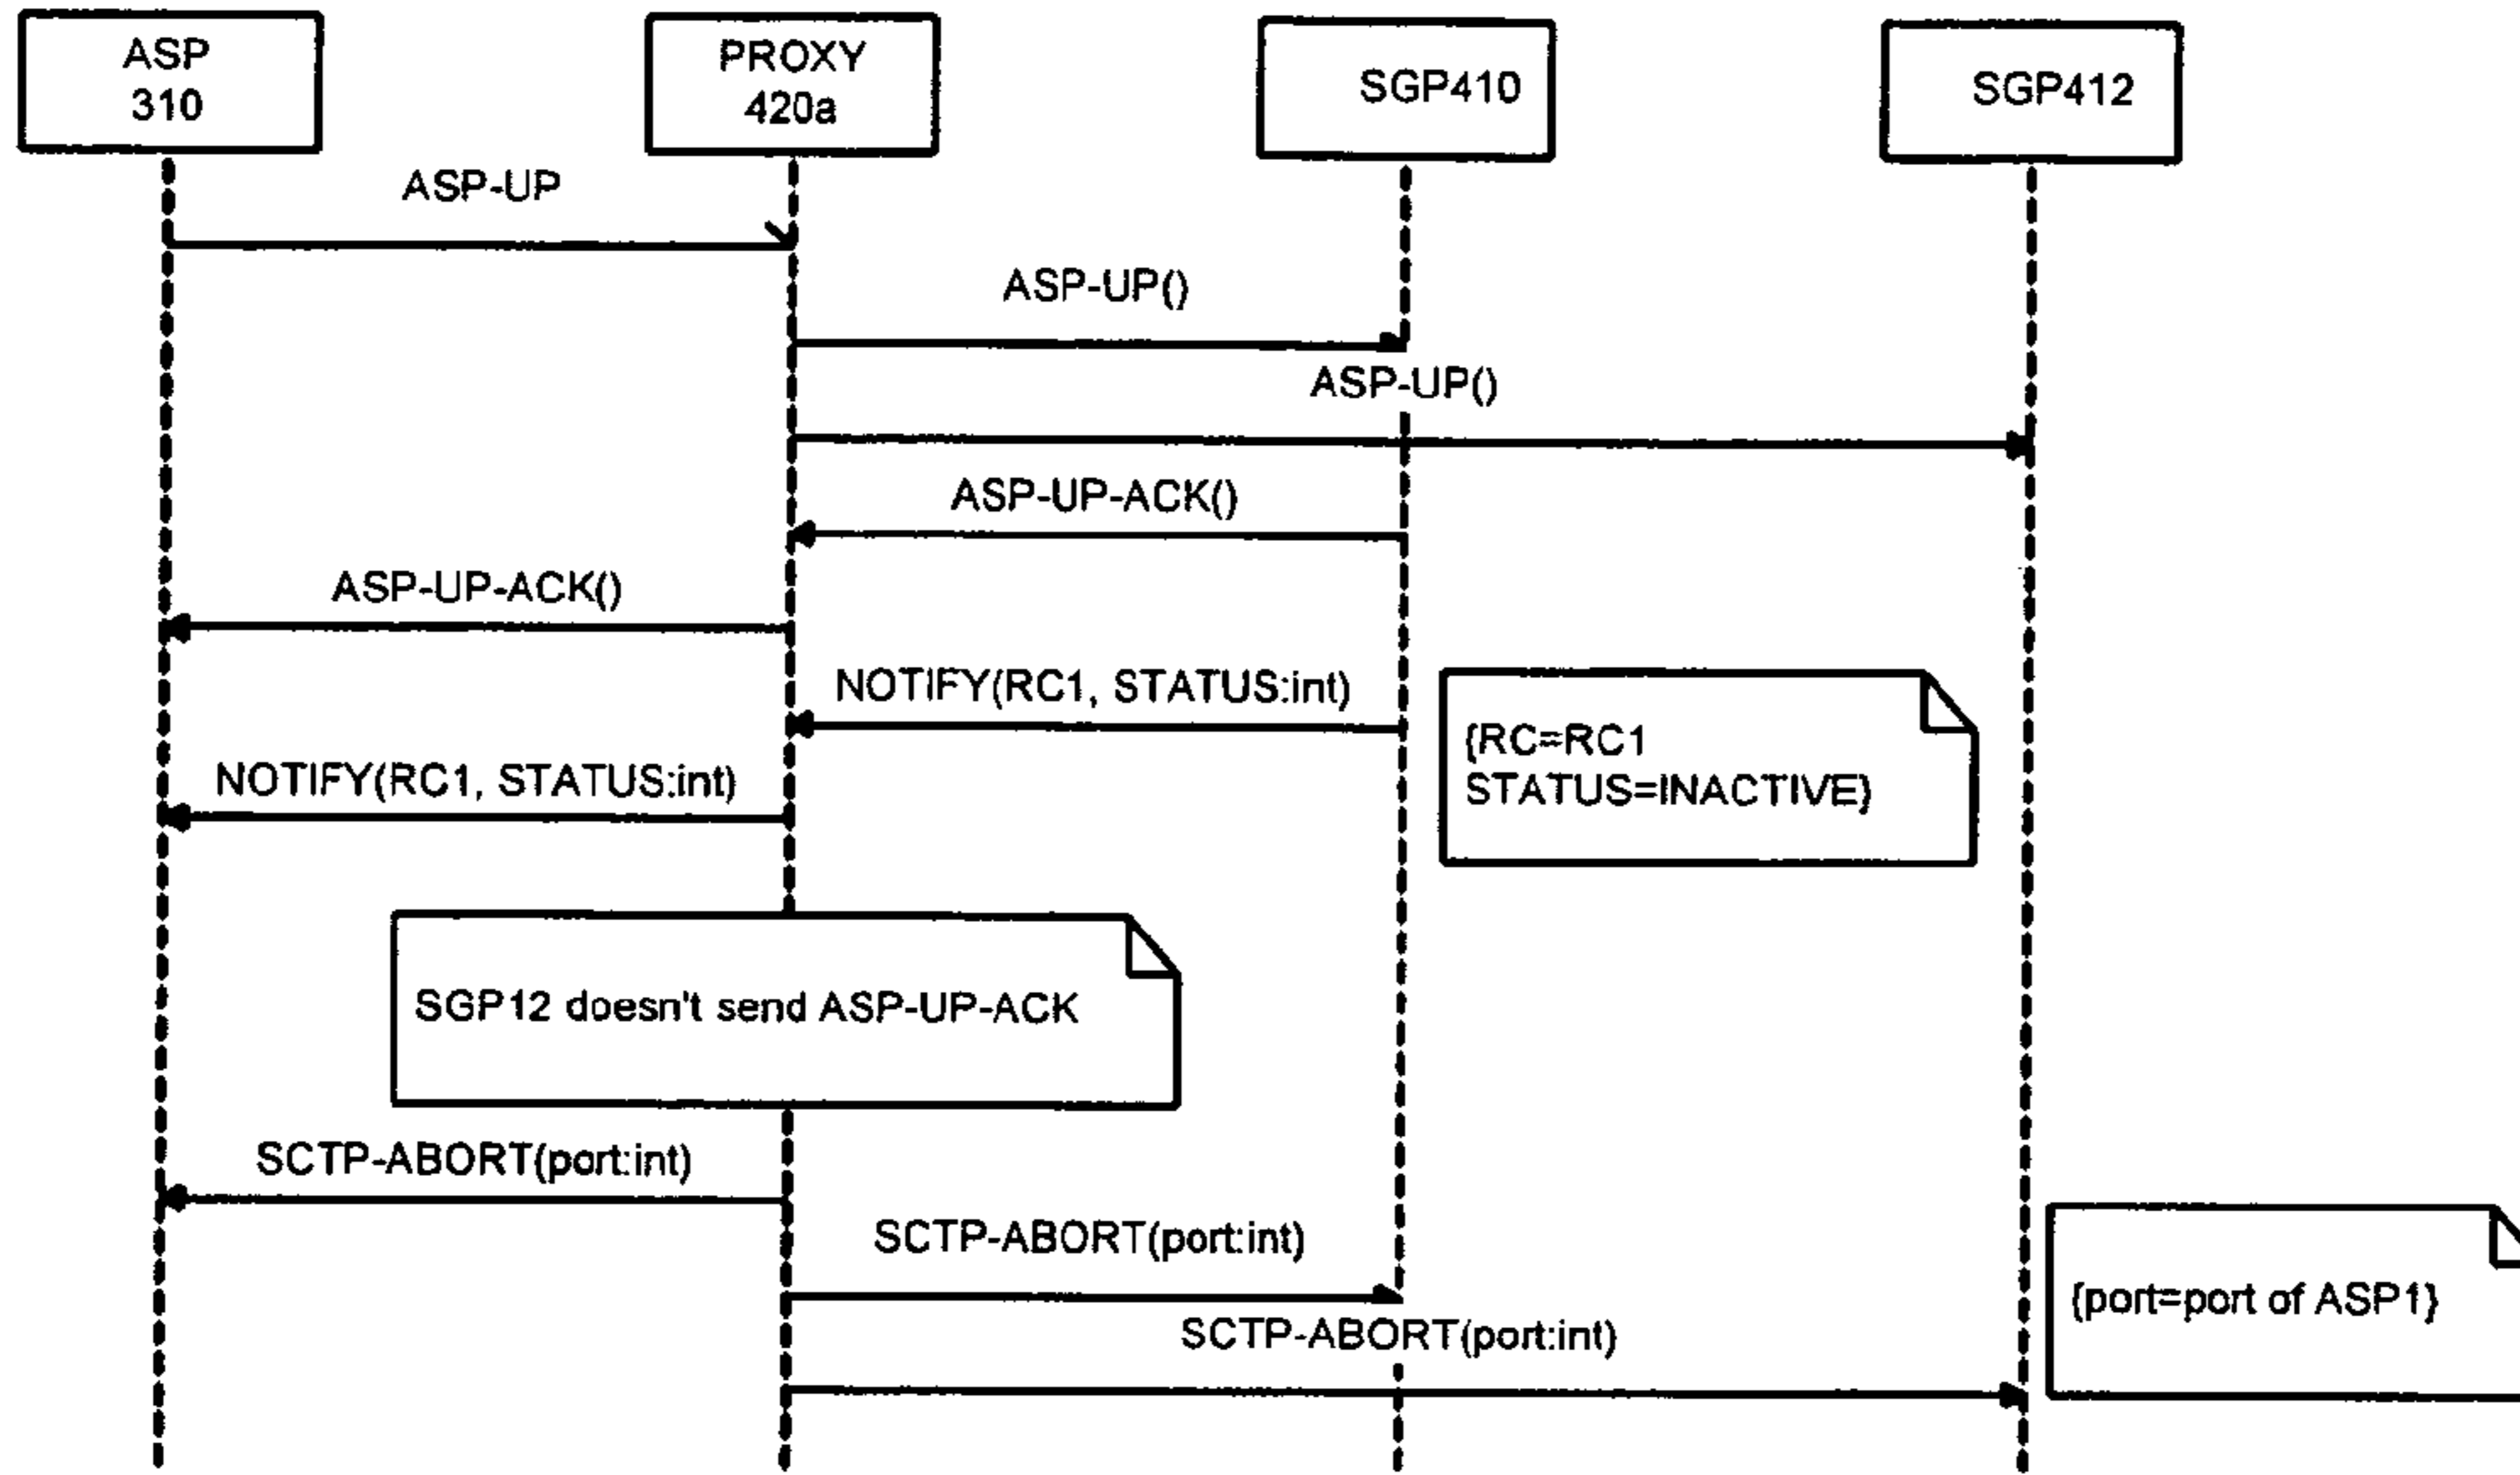 ASP
310
PROXY
420a
SGP410
SGP412
ASP-UP
ASP-UP()
ASP-UP()
ASP-UP-ACK()
ASP-UP-ACK()
NOTIFY(RC1, STATUS:int)
{RC=RC1
STATUS=INACTIVE}
NOTIFY(RC1, STATUS:int)
SGP12 doesn't send ASP-UP-ACK
SCTP-ABORT(port:int)
SCTP-ABORT(port:int)
{port=port of ASP1}
SCTP-ABORT(port:int)